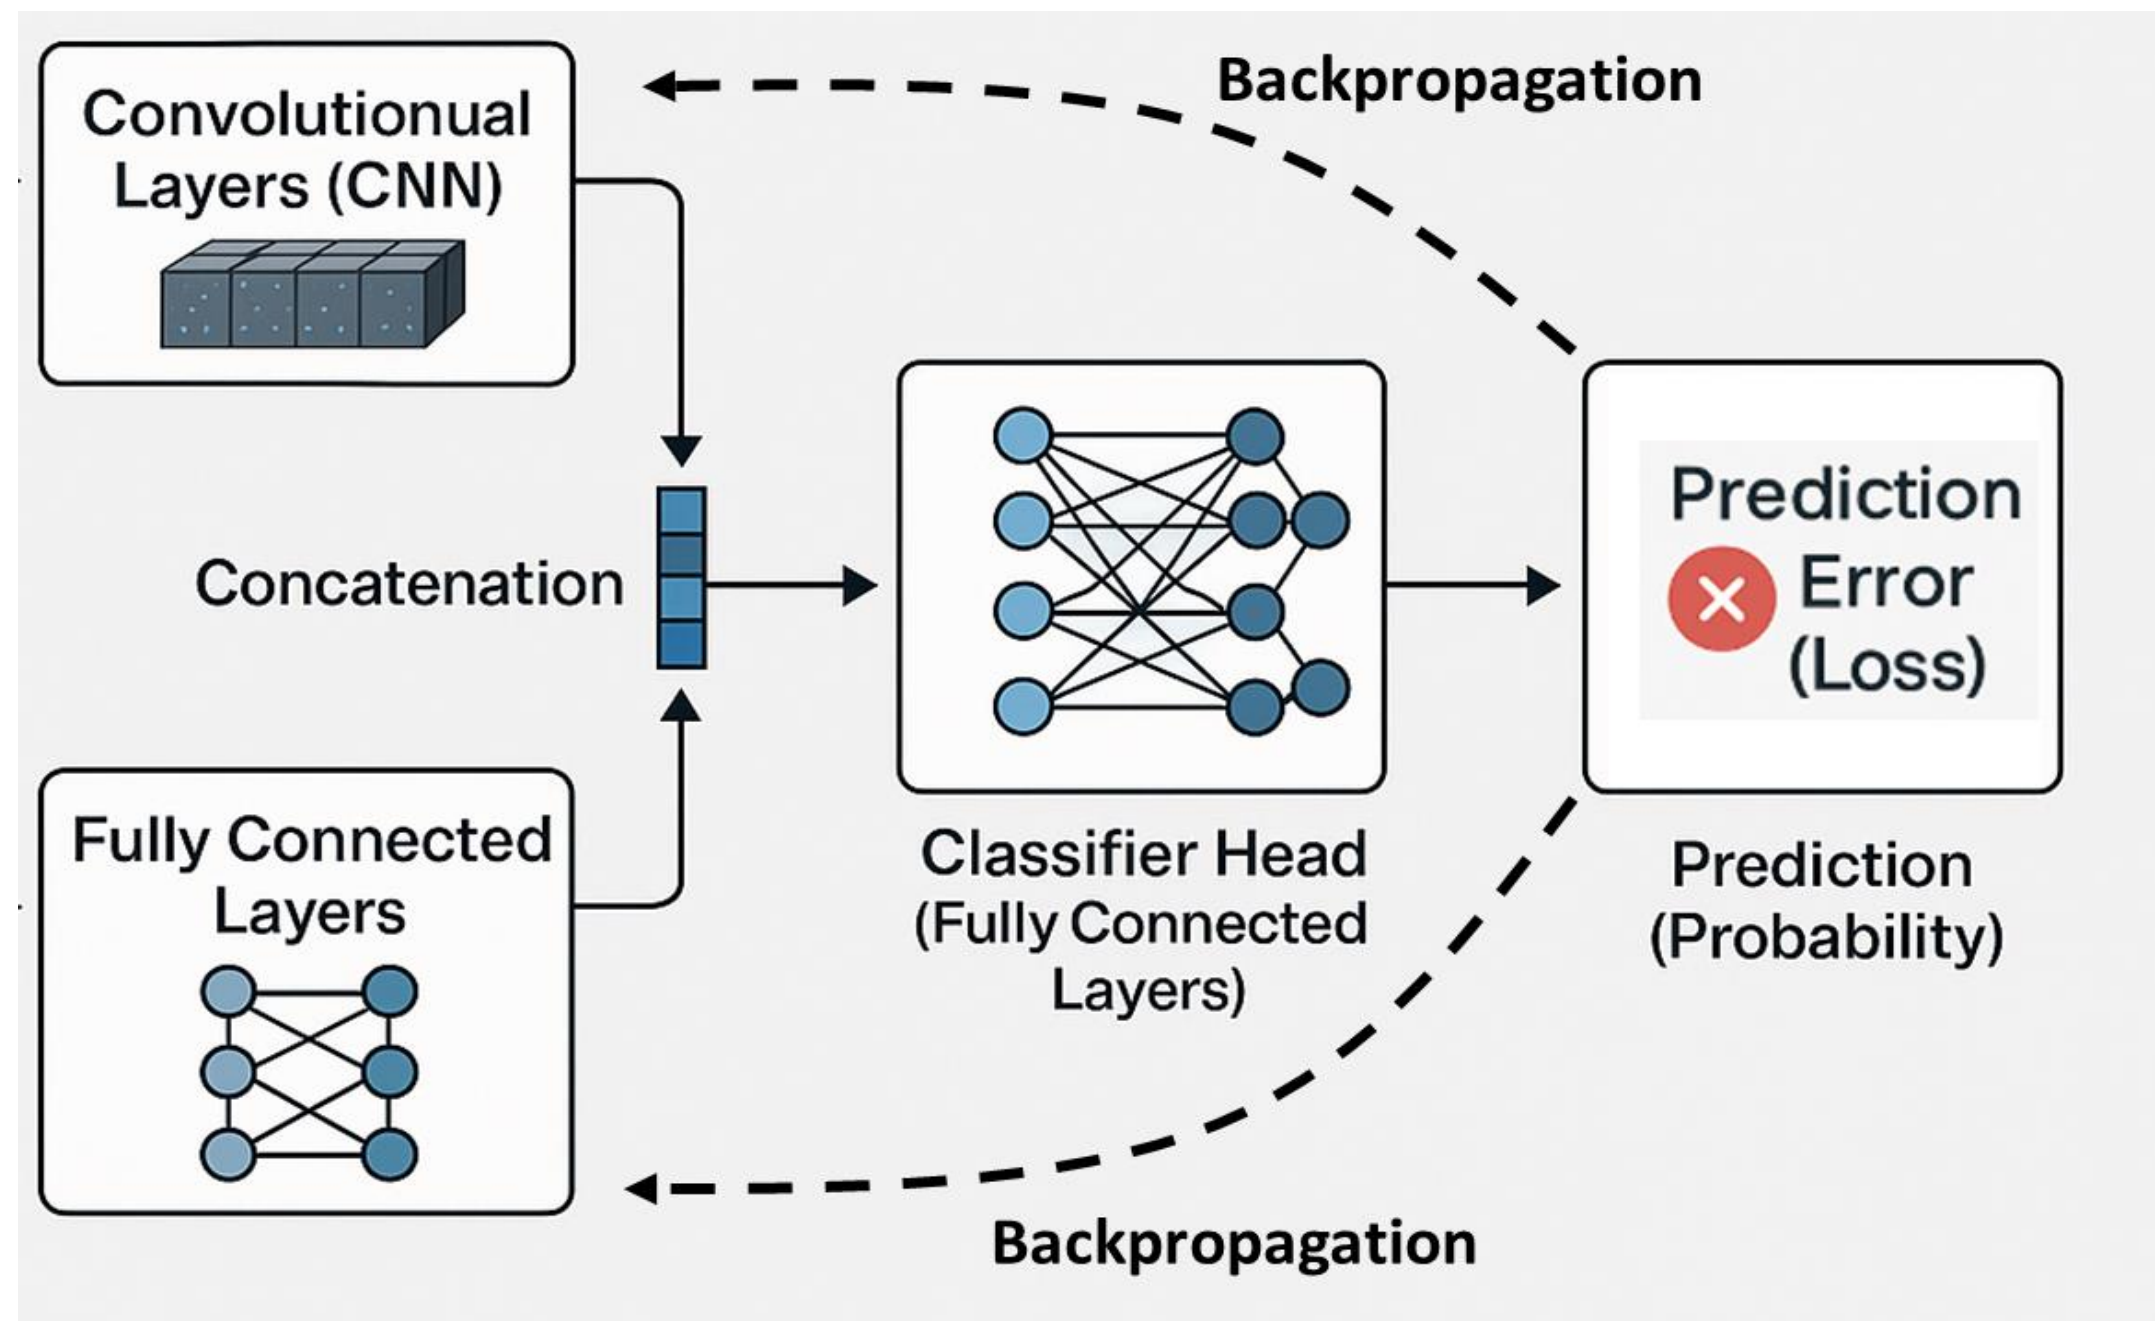 Backpropagation
Convolutionual
Layers (CNN)
Concatenation
Prediction
Error
(Loss)
Fully Connected
Layers
Classifier Head
(Fully Connected
Layers)
Prediction
(Probability)
Backpropagation